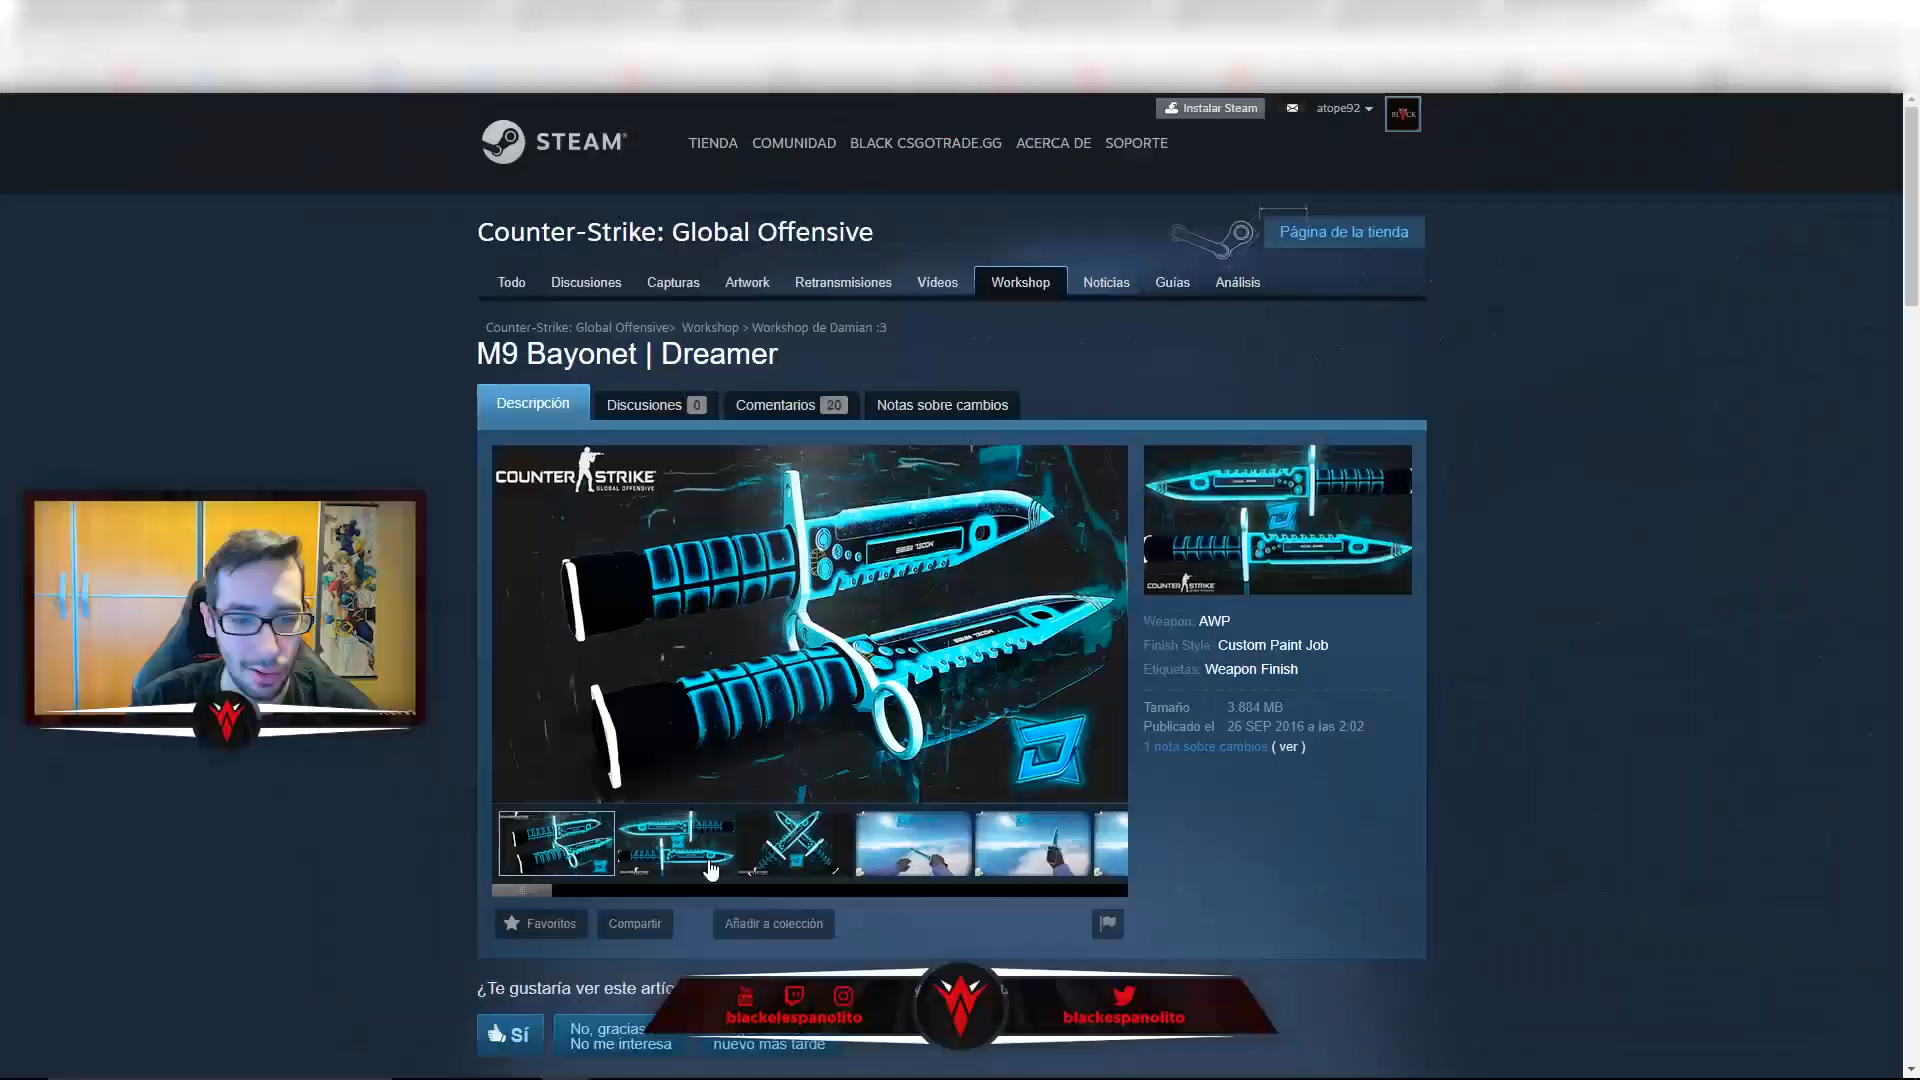 Instalar Steam
atope92
BLACK
STEAM®
TIENDA COMUNIDAD BLACK CSGOTRADE.GG ACERCA DE SOPORTE
Counter-Strike: Global Offensive
Página de la tienda
Todo Discusiones Capturas Artwork Retransmisiones Vídeos Workshop Noticias Guías Análisis
Counter-Strike: Global Offensive> Workshop > Workshop de Damian :3
M9 Bayonet | Dreamer
Descripción Discusiones 0 Comentarios 20 Notas sobre cambios
COUNTER STRIKE
GLOBAL OFFENSIVE
COUNTER STRIKE
Weapon: AWP
Finish Style: Custom Paint Job
Etiquetas: Weapon Finish
Tamaño 3.884 MB
Publicado el 26 SEP 2016 a las 2:02
1 nota sobre cambios ( ver )
Favoritos Compartir Añadir a colección
¿Te gustaría ver este artíc
Sí
No, gracias
No me interesa
nuevo más tarde
blackelespanolito
blackespanolito